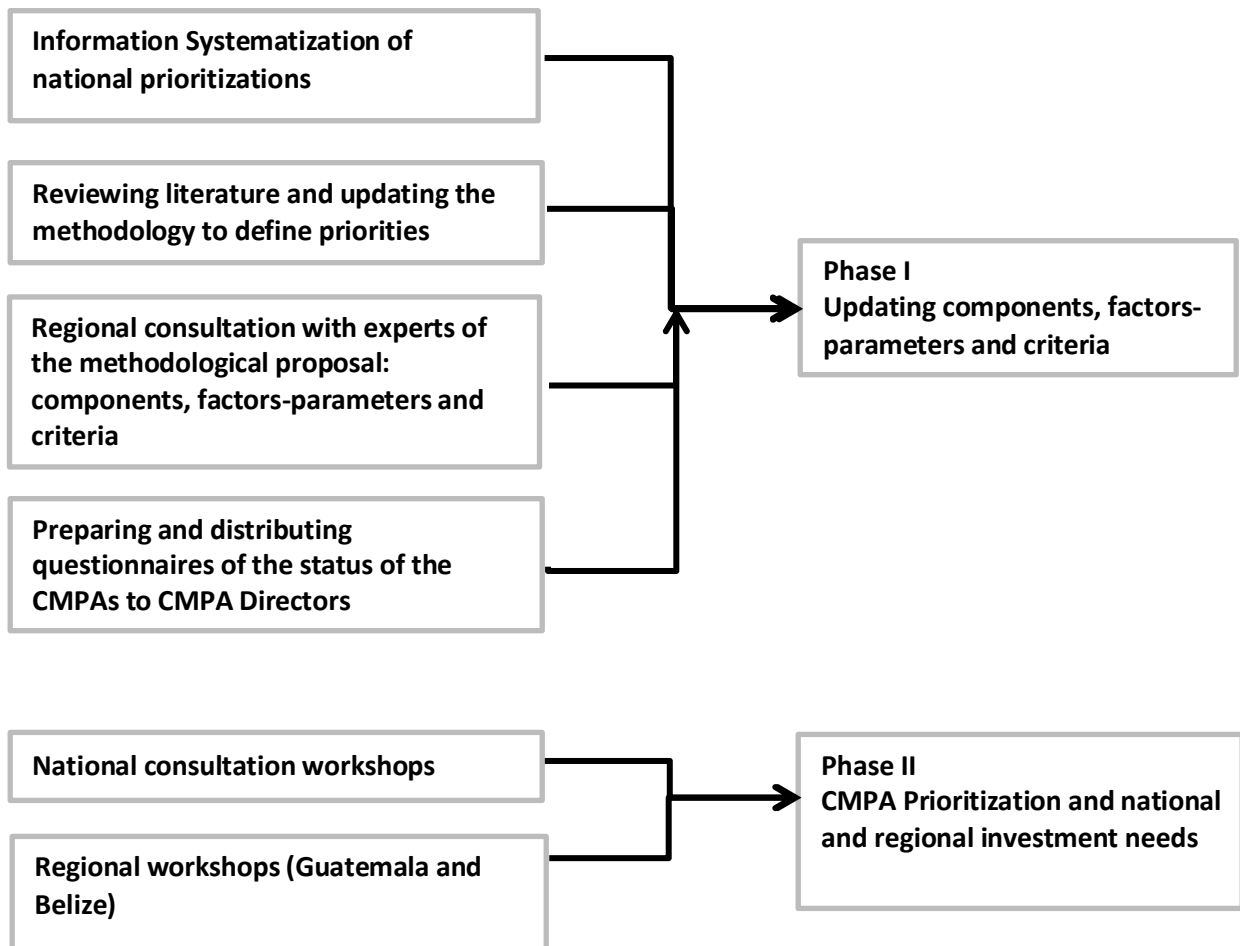 Information Systematization of
national prioritizations
Reviewing literature and updating the
methodology to define priorities
Regional consultation with experts of
the methodological proposal:
components, factors-parameters and
criteria
Preparing and distributing
questionnaires of the status of the
CMPAs to CMPA Directors
Phase I
Updating components, factors-
parameters and criteria
National consultation workshops
Regional workshops (Guatemala and
Belize)
Phase II
CMPA Prioritization and national
and regional investment needs